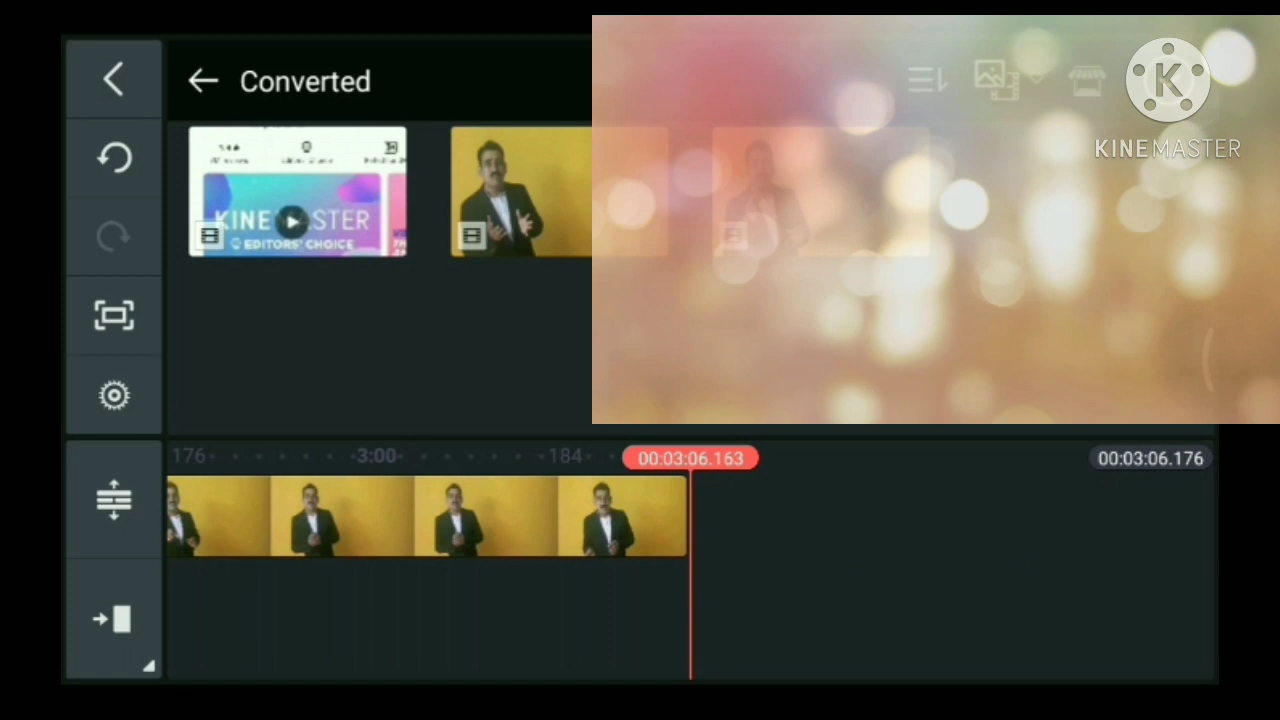 Converted
KINEMASTER
KINEMASTER
EDITORS' CHOICE
176
3:00
184
00:03:06.163
00:03:06.176